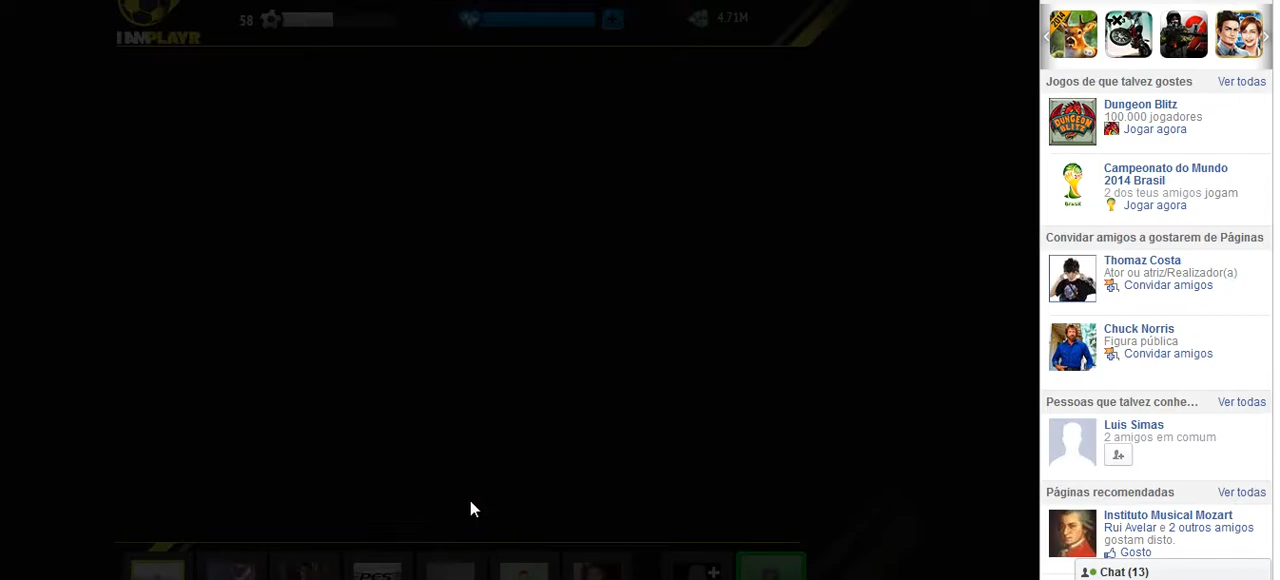 I AM PLAYR
58
4.71M
PES
Jogos de que talvez gostes
Ver todas
Dungeon Blitz
100.000 jogadores
Jogar agora
Campeonato do Mundo
2014 Brasil
2 dos teus amigos jogam
Jogar agora
Convidar amigos a gostarem de Páginas
Thomaz Costa
Ator ou atriz/Realizador(a)
Convidar amigos
Chuck Norris
Figura pública
Convidar amigos
Pessoas que talvez conhe...
Ver todas
Luis Simas
2 amigos em comum
Páginas recomendadas
Ver todas
Instituto Musical Mozart
Rui Avelar e 2 outros amigos
gostam disto.
Gosto
Chat (13)